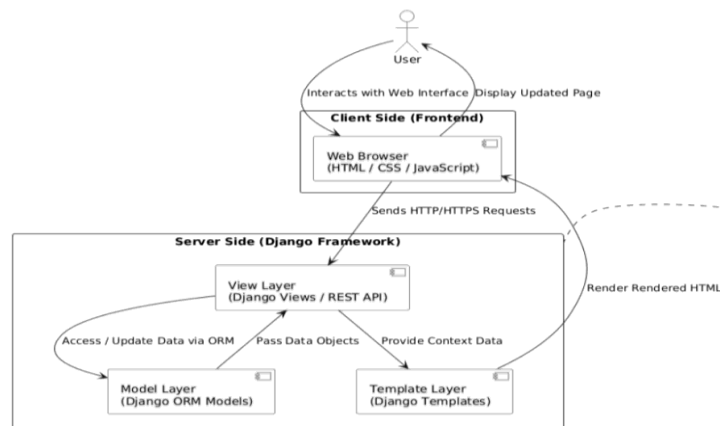 User
Interacts with Web Interface
Display Updated Page
Client Side (Frontend)
Web Browser
(HTML / CSS / JavaScript)
Sends HTTP/HTTPS Requests
Server Side (Django Framework)
View Layer
(Django Views / REST API)
Render Rendered HTML
Access / Update Data via ORM
Pass Data Objects
Provide Context Data
Model Layer
(Django ORM Models)
Template Layer
(Django Templates)